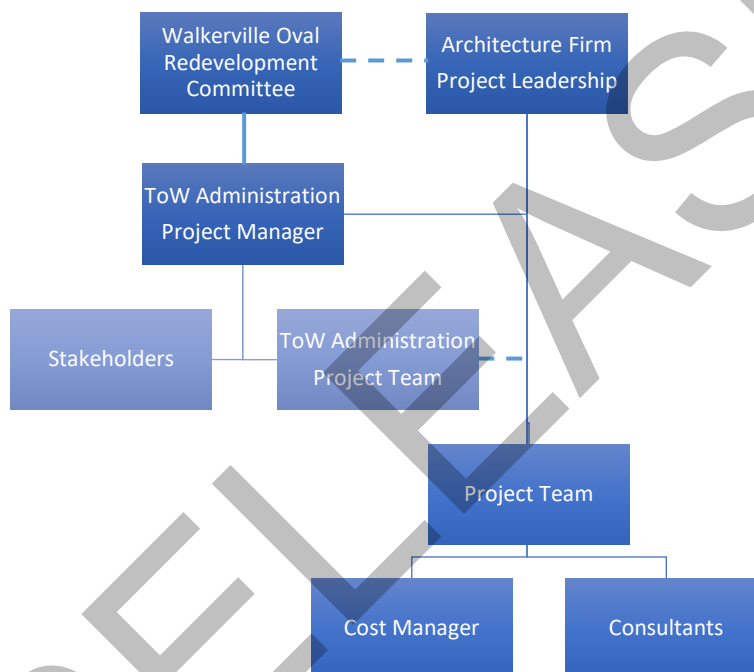 Walkerville Oval
Redevelopment
Committee
Architecture Firm
Project Leadership
ToW Administration
Project Manager
Stakeholders
ToW Administration
Project Team
Project Team
Cost Manager
Consultants